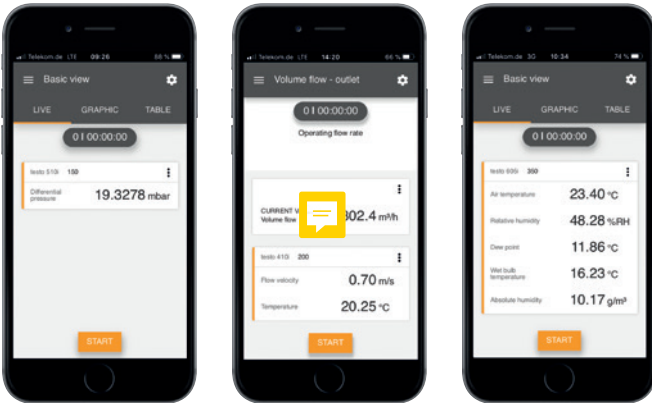 Telekom.de LTE 09:26 88 %
Basic view
LIVE GRAPHIC TABLE
0 I 00:00:00
testo 510i 150
Differential
pressure
19.3278 mbar
START
Telekom.de LTE 14:20 66 %
Volume flow - outlet
0 I 00:00:00
Operating flow rate
CURRENT V
Volume flow
302.4 m³/h
testo 410i 200
Flow velocity 0.70 m/s
Temperature 20.25 °C
START
Telekom.de 3G 10:34 74 %
Basic view
LIVE GRAPHIC TABLE
0 I 00:00:00
testo 605i 350
Air temperature 23.40 °C
Relative humidity 48.28 %RH
Dew point 11.86 °C
Wet bulb
temperature
16.23 °C
Absolute humidity 10.17 g/m³
START